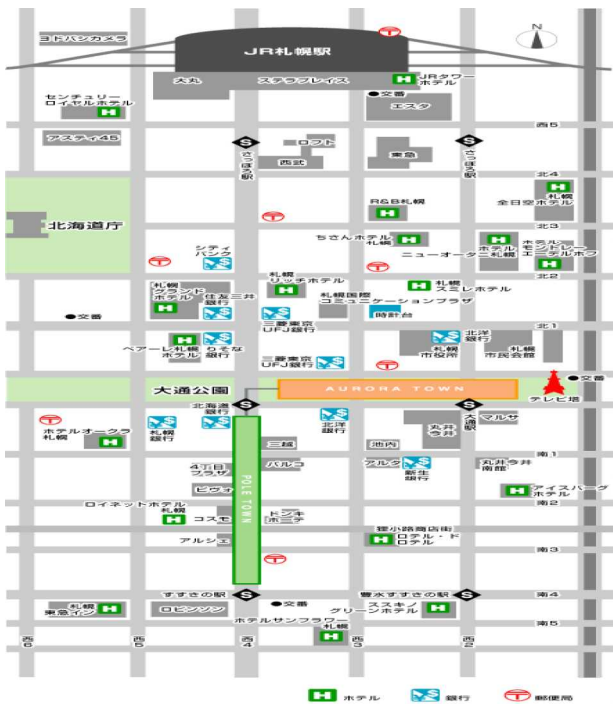 ヨドバシカメラ
N
JR札幌駅
大丸
ステラプレイス
JRタワー
ホテル
センチュリー
ロイヤルホテル
●交番
エスタ
西5
アスティ45
S
さっぽろ駅
ロフト
西武
東急
S
さっぽろ駅
北4
札幌
全日空ホテル
R&B札幌
北3
北海道庁
シティ
バンク
ちさんホテル
札幌
ホテル
ニューオータニ札幌
ホテル
モンドレー
エーデルホフ
北2
札幌
グランド
ホテル
住友三井
銀行
札幌
リッチホテル
札幌
スミレホテル
札幌国際
コミュニケーションプラザ
時計台
●交番
三菱東京
UFJ銀行
北洋
銀行
北1
ベアーレ札幌
ホテル
りそな
銀行
三菱東京
UFJ銀行
札幌
市役所
札幌
市民会館
●交番
大通公園
AURORA TOWN
テレビ塔
北海道
銀行
S
S
大通駅
マルサ
ホテルオークラ
札幌
札幌
銀行
北洋
銀行
丸井
今井
三越
池内
南1
4丁目
プラザ
パルコ
アルタ
新生
銀行
丸井今井
南館
POLE TOWN
ピヴォ
アイスバーグ
ホテル
南2
ロイネットホテル
札幌
コスモ
ドンキ
ホーテ
狸小路商店街
ロテル・ド
ロテル
アルシェ
南3
すすきの駅
S
豊水すすきの駅
S
南4
札幌
東急イン
ロビンソン
●交番
ススキノ
グリーンホテル
ホテルサンフラワー
札幌
南5
西6
西5
西4
西3
西2
H ホテル
銀行
郵便局